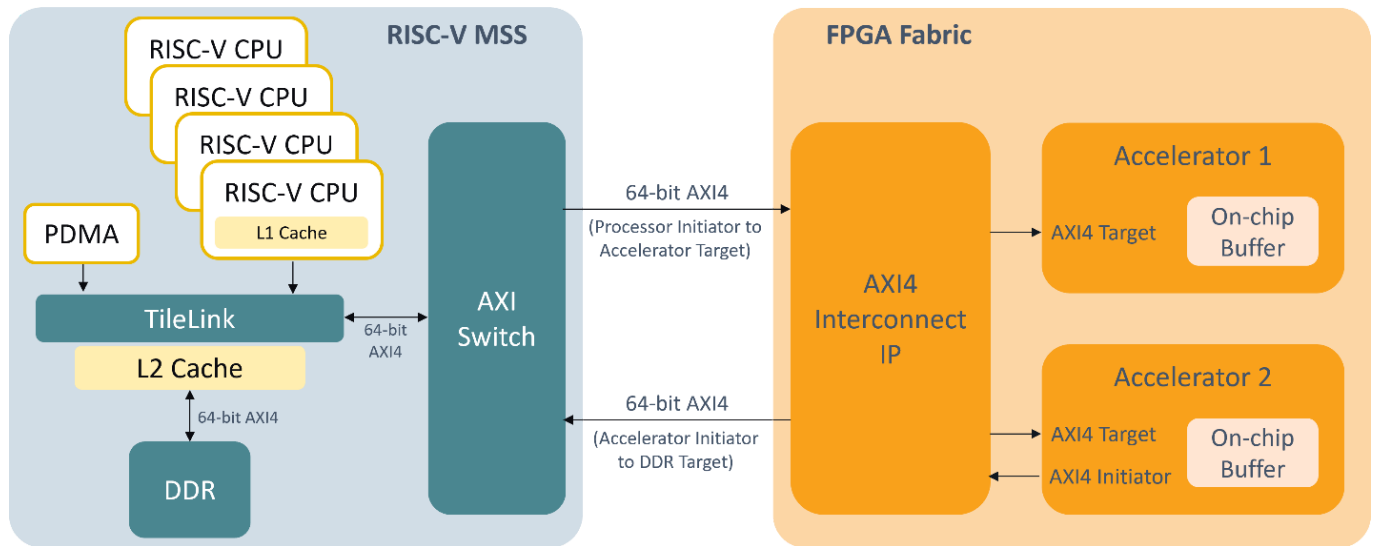 RISC-V MSS
RISC-V CPU
RISC-V CPU
RISC-V CPU
RISC-V CPU
L1 Cache
PDMA
TileLink
L2 Cache
64-bit AXI4
DDR
64-bit
AXI4
AXI
Switch
64-bit AXI4
(Processor Initiator to
Accelerator Target)
64-bit AXI4
(Accelerator Initiator
to DDR Target)
FPGA Fabric
AXI4
Interconnect
IP
Accelerator 1
AXI4 Target
On-chip
Buffer
Accelerator 2
AXI4 Target
AXI4 Initiator
On-chip
Buffer